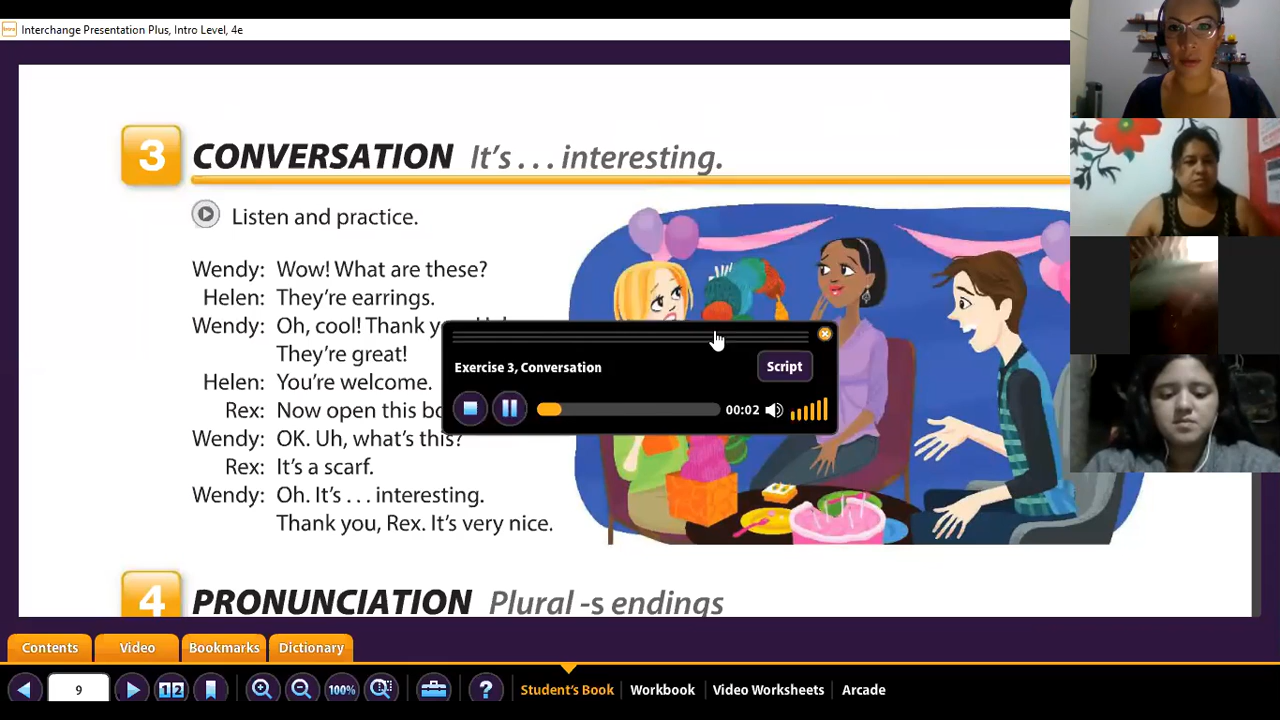 Interchange Presentation Plus, Intro Level, 4e
3 CONVERSATION It's . . . interesting.
Listen and practice.
Wendy: Wow! What are these?
Helen: They're earrings.
Wendy: Oh, cool! Thank
They're great!
Helen: You're welcome.
Rex: Now open this
Wendy: OK. Uh, what's this?
Rex: It's a scarf.
Wendy: Oh. It's . . . interesting.
Thank you, Rex. It's very nice.
Exercise 3, Conversation
Script
00:02
4 PRONUNCIATION Plural -s endings
Contents Video Bookmarks Dictionary
9 1 2 100% ? Student's Book Workbook Video Worksheets Arcade